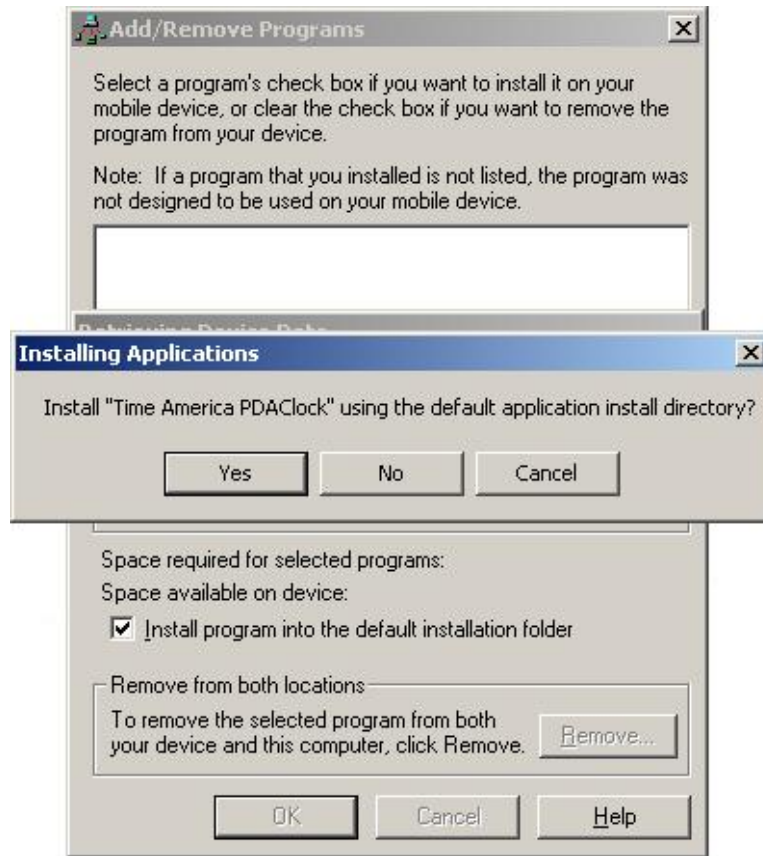 Add/Remove Programs
Select a program's check box if you want to install it on your
mobile device, or clear the check box if you want to remove the
program from your device.
Note: If a program that you installed is not listed, the program was
not designed to be used on your mobile device.
Retrieving Device Data
Installing Applications
Install "Time America PDAClock" using the default application install directory?
Yes
No
Cancel
Space required for selected programs:
Space available on device:
Install program into the default installation folder
Remove from both locations
To remove the selected program from both
your device and this computer, click Remove.
Remove...
OK
Cancel
Help